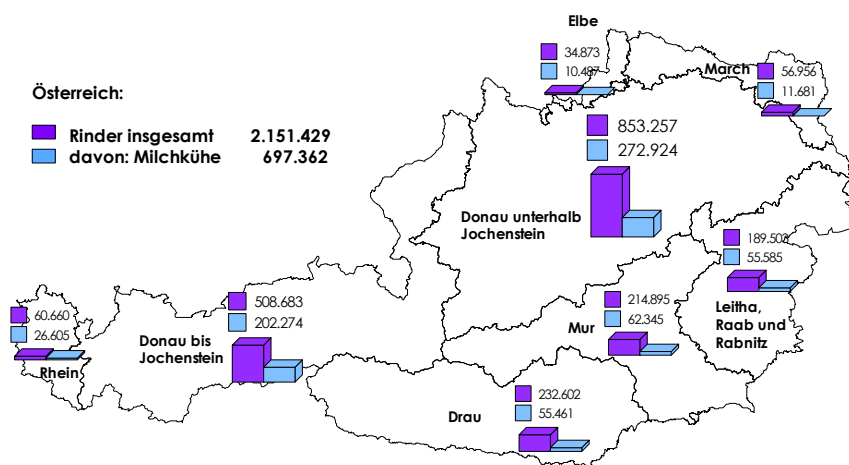 Elbe
34.873
10.487
March
56.956
11.681
Österreich:
Rinder insgesamt 2.151.429
davon: Milchkühe 697.362
853.257
272.924
Donau unterhalb
Jochenstein
189.503
55.585
Leitha,
Raab und
Rabnitz
508.683
202.274
Donau bis
Jochenstein
60.660
26.605
Rhein
214.895
62.345
Mur
232.602
55.461
Drau